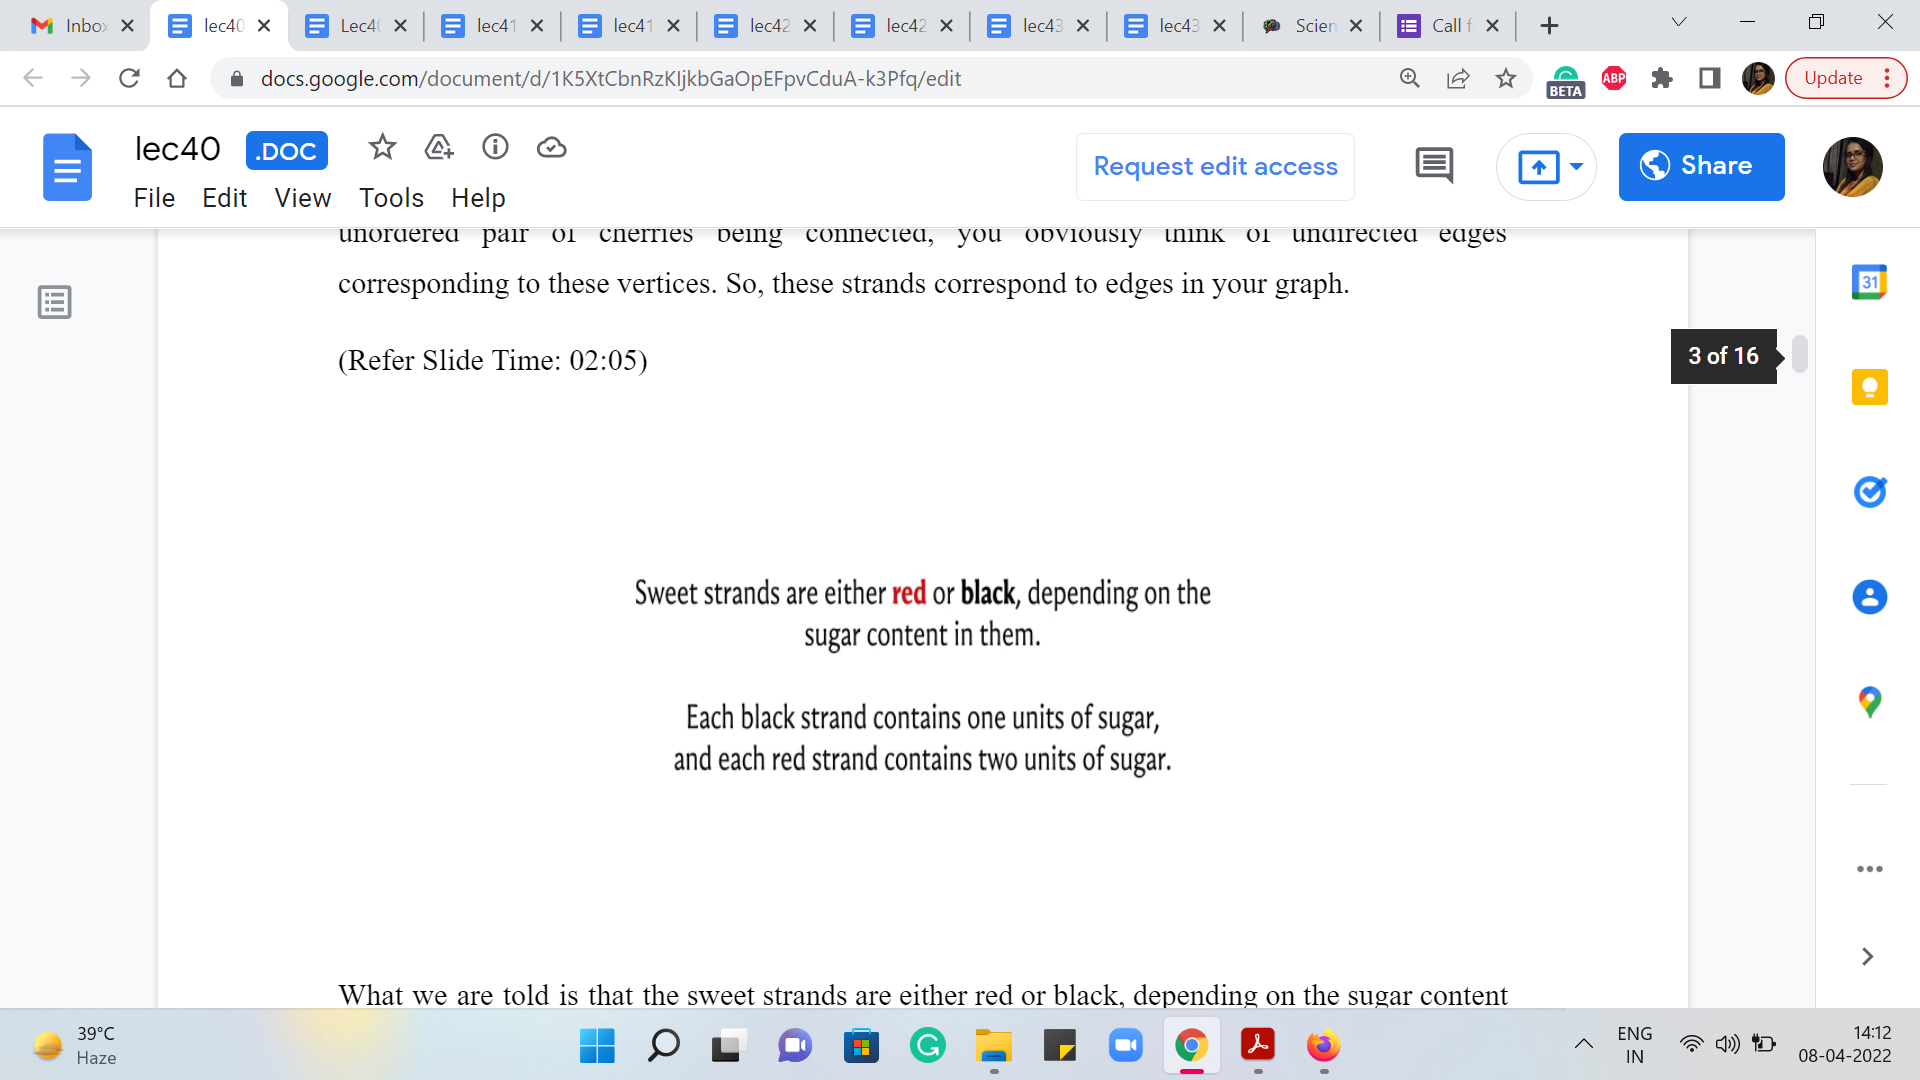 Inbox
lec40
Lec40
lec41
lec41
lec42
lec42
lec43
lec43
Scien
Call f
docs.google.com/document/d/1K5XtCbnRzKIjkbGaOpEFpvCduA-k3Pfq/edit
BETA
ABP
Update
lec40 .DOC
Request edit access
Share
File Edit View Tools Help
unordered pair of cherries being connected, you obviously think of undirected edges
corresponding to these vertices. So, these strands correspond to edges in your graph.
31
(Refer Slide Time: 02:05)
3 of 16
Sweet strands are either red or black, depending on the
sugar content in them.
Each black strand contains one units of sugar,
and each red strand contains two units of sugar.
What we are told is that the sweet strands are either red or black, depending on the sugar content
39°C
Haze
ENG
IN
14:12
08-04-2022